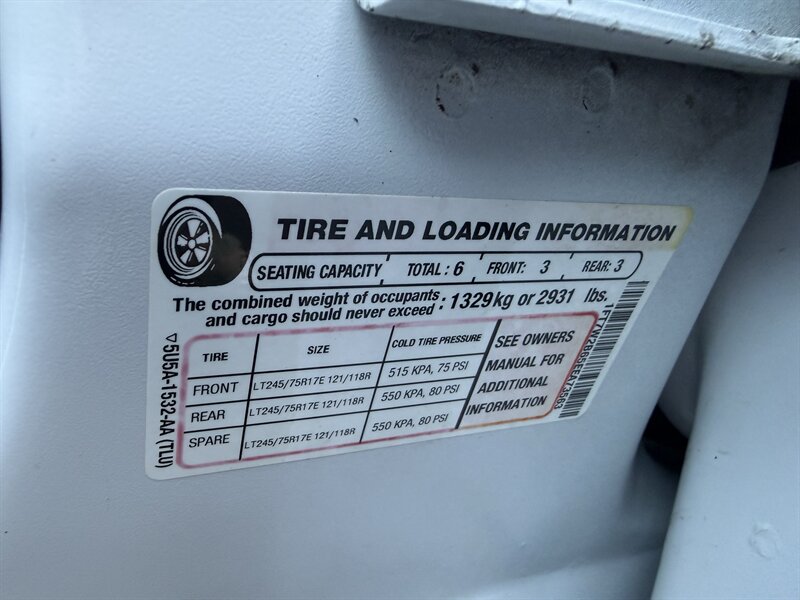 TIRE AND LOADING INFORMATION
SEATING CAPACITY TOTAL : 6 FRONT: 3 REAR: 3
The combined weight of occupants
and cargo should never exceed : 1329kg or 2931 lbs.
TIRE SIZE COLD TIRE PRESSURE
FRONT LT245/75R17E 121/118R 515 KPA, 75 PSI
REAR LT245/75R17E 121/118R 550 KPA, 80 PSI
SPARE LT245/75R17E 121/118R 550 KPA, 80 PSI
SEE OWNERS
MANUAL FOR
ADDITIONAL
INFORMATION
5U5A-1532-AA (TLU)